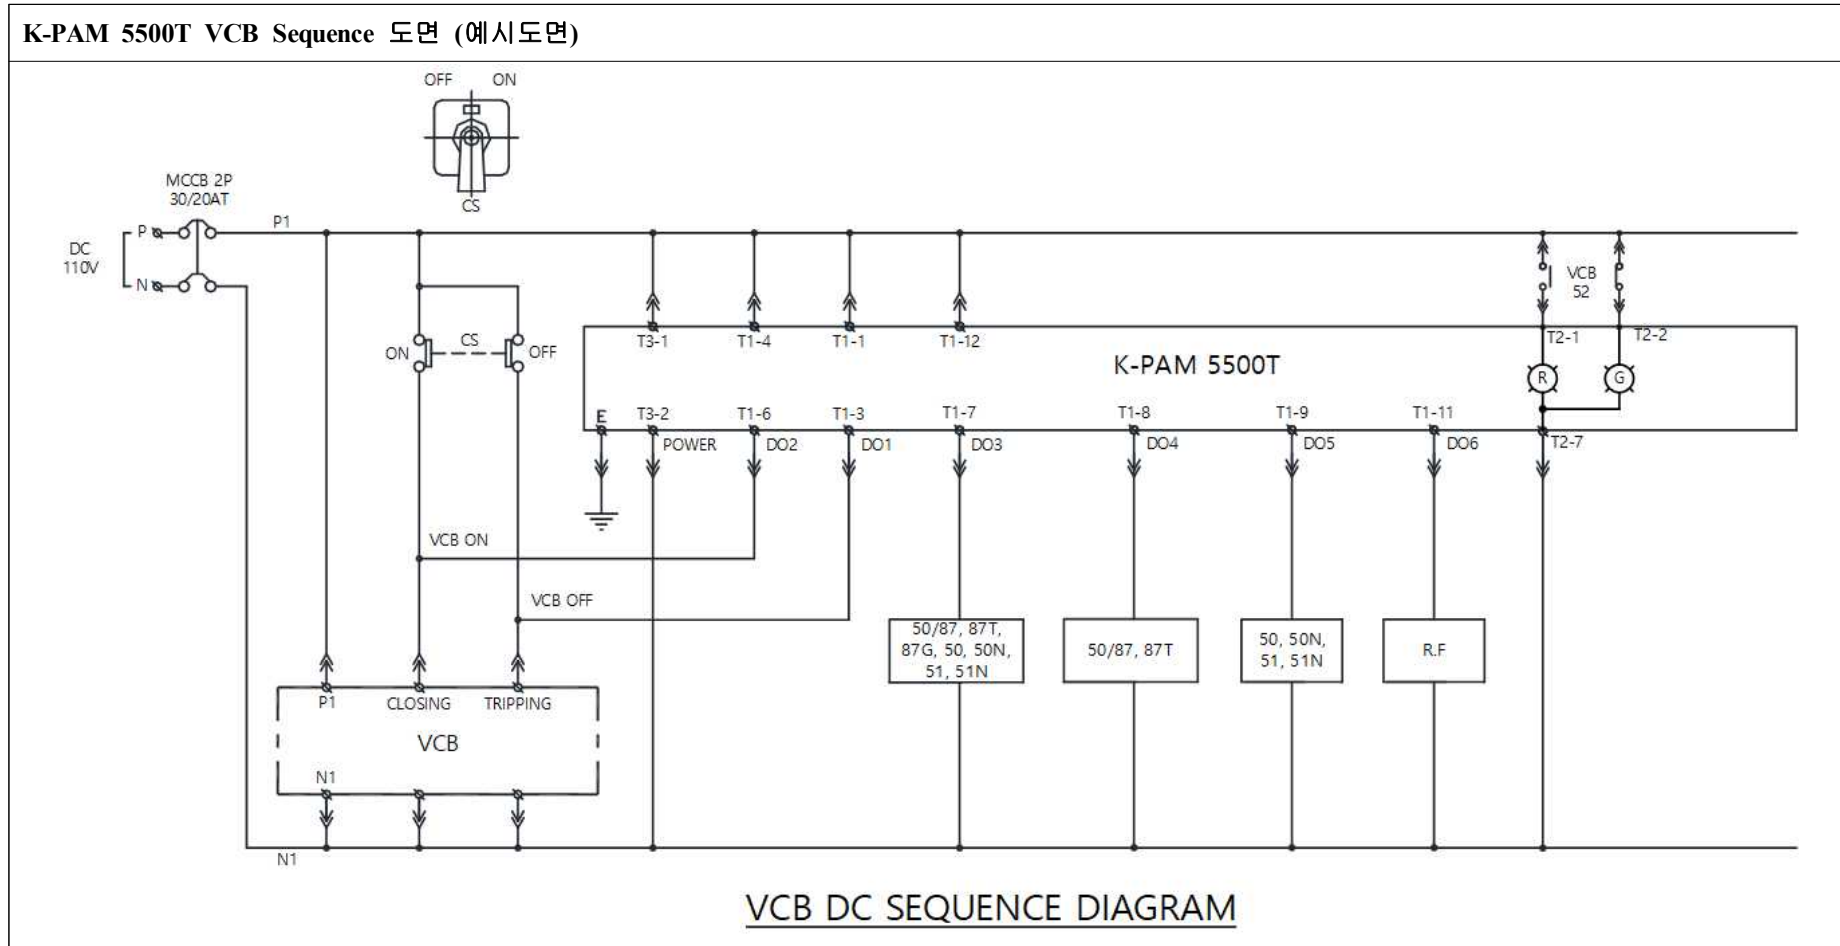 K-PAM 5500T VCB Sequence 도면 (예시도면)
OFF ON
CS
MCCB 2P
30/20AT
P1
DC
110V
P
N
VCB
52
CS
ON
OFF
T3-1
T1-4
T1-1
T1-12
T2-1
T2-2
K-PAM 5500T
R
G
E
T3-2
T1-6
T1-3
T1-7
T1-8
T1-9
T1-11
POWER
DO2
DO1
DO3
DO4
DO5
DO6
T2-7
VCB ON
VCB OFF
50/87, 87T,
87G, 50, 50N,
51, 51N
50/87, 87T
50, 50N,
51, 51N
R.F
P1
CLOSING
TRIPPING
VCB
N1
N1
VCB DC SEQUENCE DIAGRAM